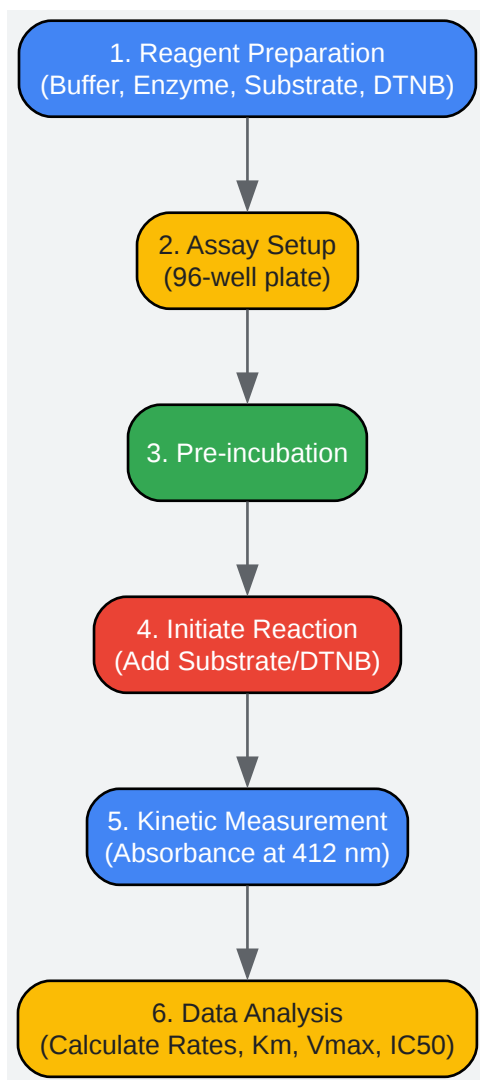 1. Reagent Preparation
(Buffer, Enzyme, Substrate, DTNB)
2. Assay Setup
(96-well plate)
3. Pre-incubation
4. Initiate Reaction
(Add Substrate/DTNB)
5. Kinetic Measurement
(Absorbance at 412 nm)
6. Data Analysis
(Calculate Rates, Km, Vmax, IC50)